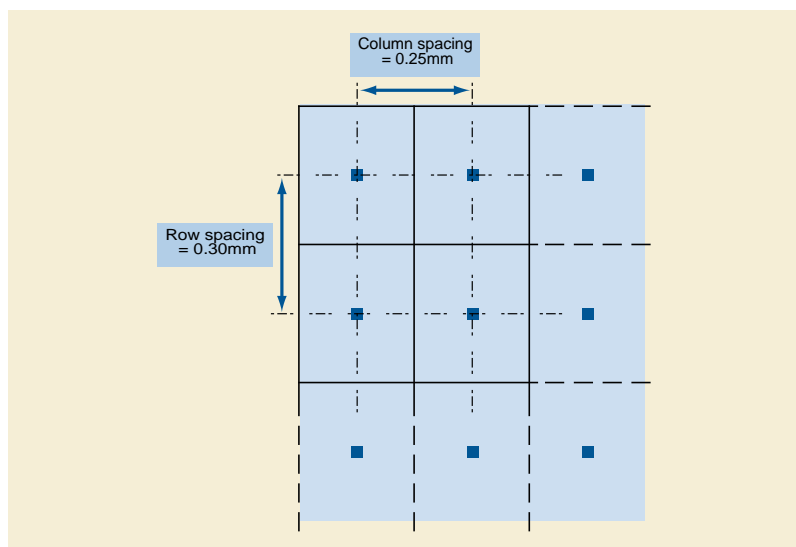 Column spacing
= 0.25mm
Row spacing
= 0.30mm